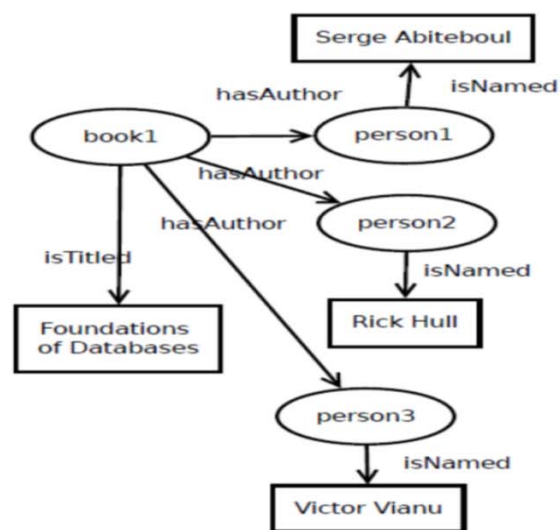 Serge Abiteboul
isNamed
hasAuthor
book1
person1
hasAuthor
person2
hasAuthor
isTitled
isNamed
Foundations
of Databases
Rick Hull
person3
isNamed
Victor Vianu